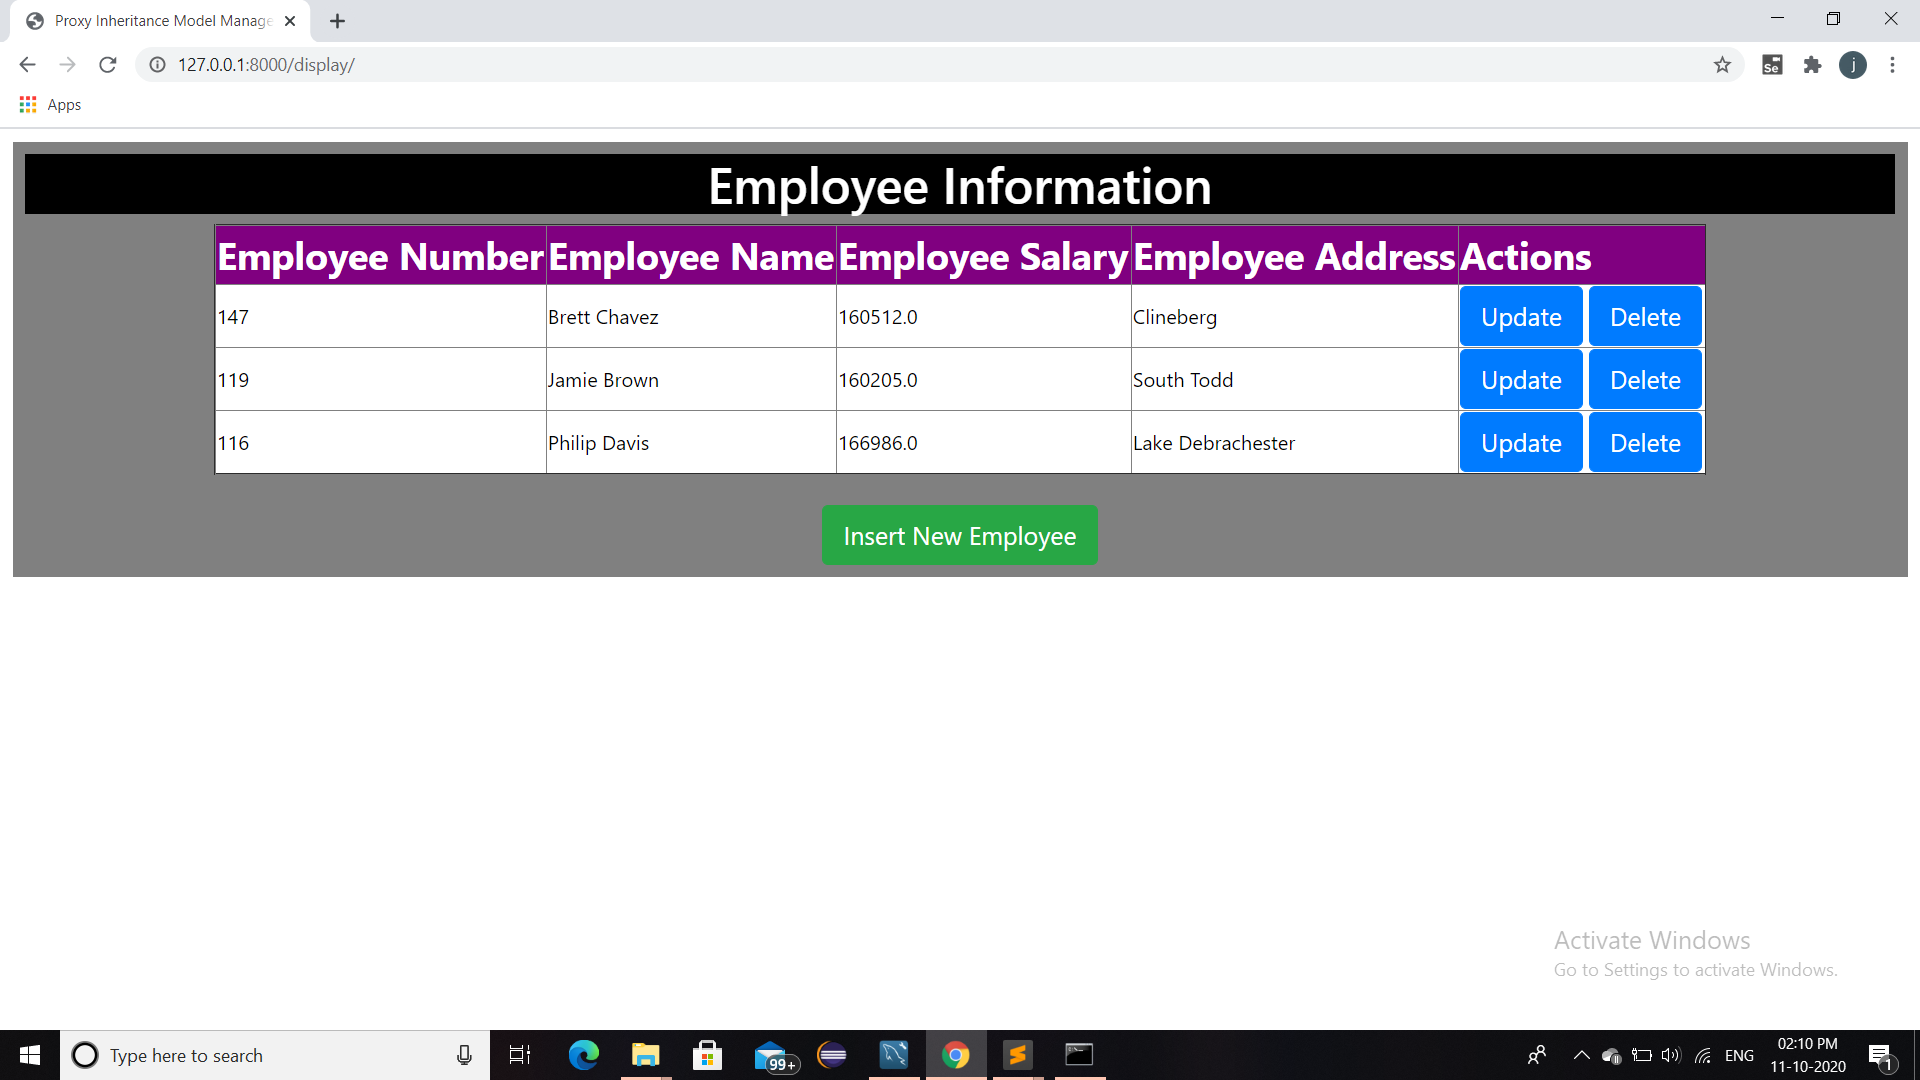 Proxy Inheritance Model Manage
127.0.0.1:8000/display/
Se
j
Apps
Employee Information
Employee Number Employee Name Employee Salary Employee Address Actions
147 Brett Chavez 160512.0 Clineberg Update Delete
119 Jamie Brown 160205.0 South Todd Update Delete
116 Philip Davis 166986.0 Lake Debrachester Update Delete
Insert New Employee
Activate Windows
Go to Settings to activate Windows.
Type here to search
99+
ENG
02:10 PM
11-10-2020
1